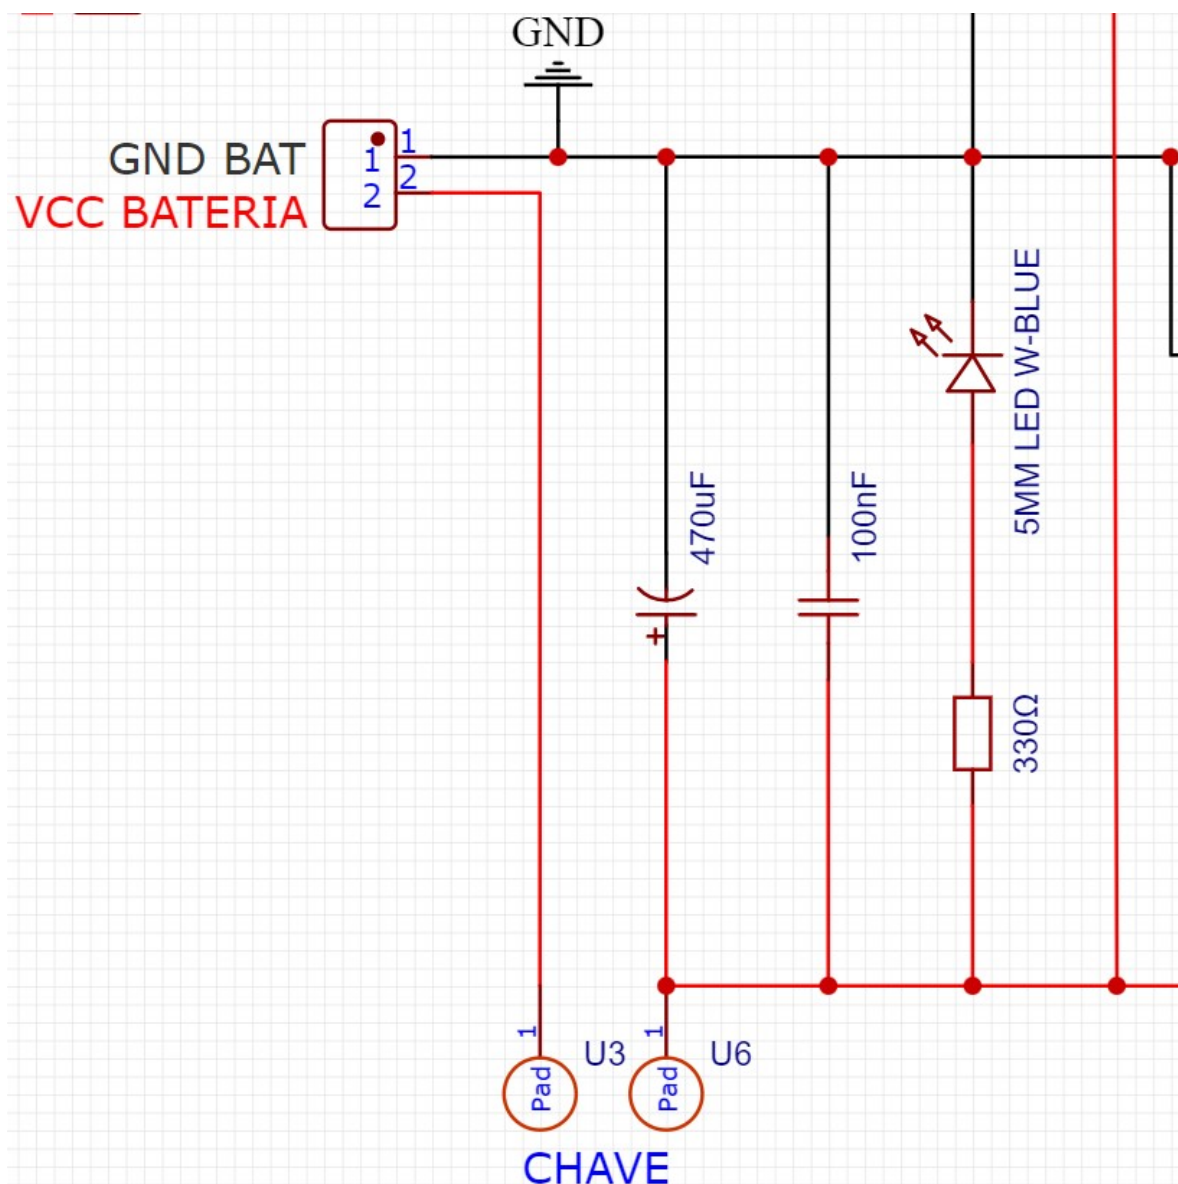 GND
GND BAT
VCC BATERIA
1
2
1
2
470uF
100nF
5MM LED W-BLUE
+
330Ω
1
U3
Pad
1
U6
Pad
CHAVE